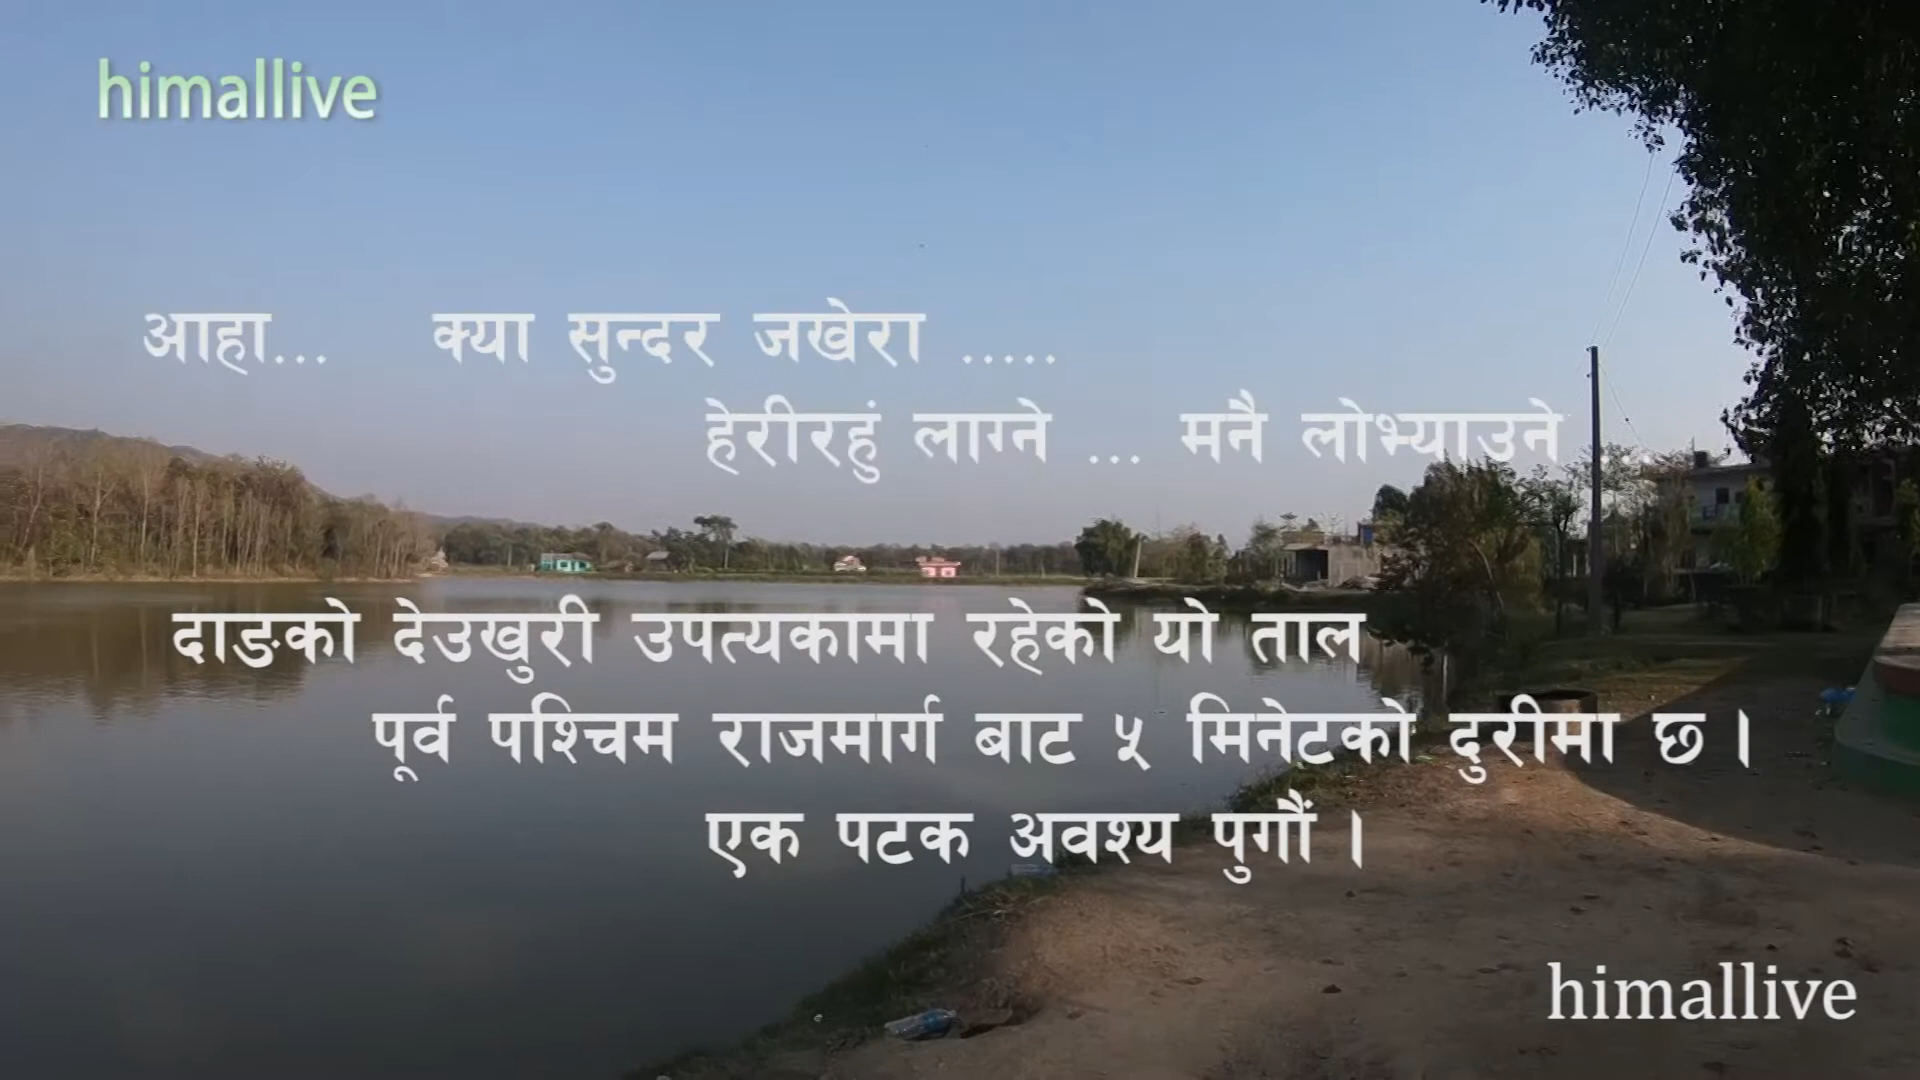 himallive
आहा... क्या सुन्दर जखेरा .....
हेरीरहुं लाग्ने ... मनै लोभ्याउने ...
दाङको देउखुरी उपत्यकामा रहेको यो ताल
पूर्व पश्चिम राजमार्ग बाट ५ मिनेटको दुरीमा छ ।
एक पटक अवश्य पुगौं ।
himallive